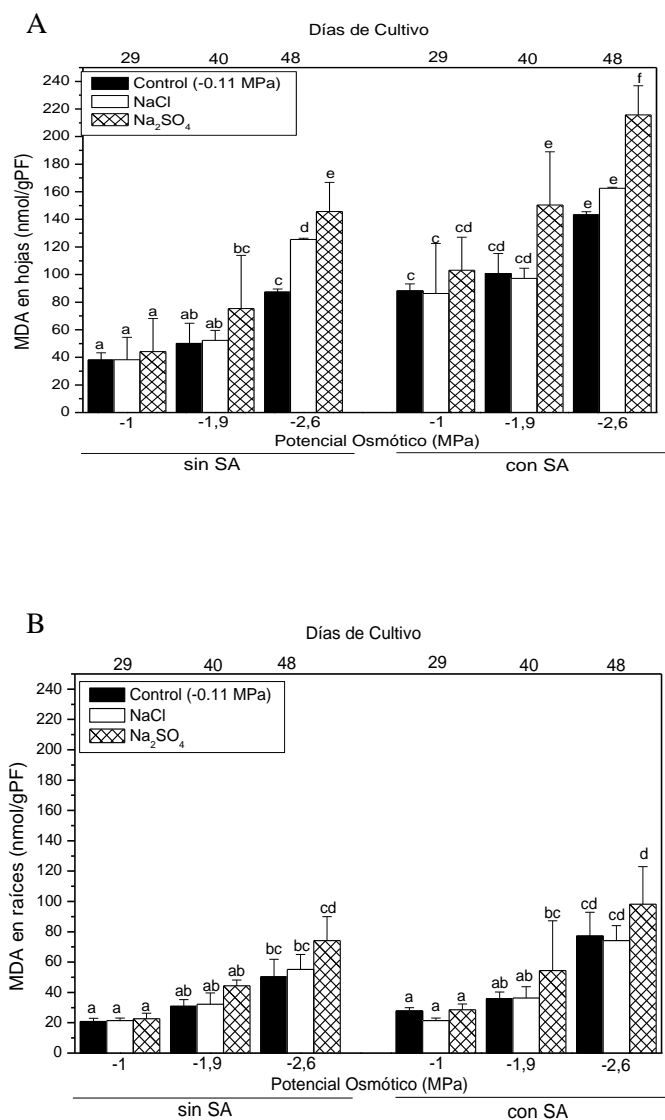 A
Días de Cultivo
29 40 48 29 40 48
240
220
200
180
160
140
120
100
80
60
40
20
0
MDA en hojas (nmol/gPF)
Control (-0.11 MPa)
NaCl
Na2SO4
a a a ab ab bc c d e c c cd cd cd e e e f
-1 -1,9 -2,6 -1 -1,9 -2,6
Potencial Osmótico (MPa)
sin SA con SA
B
Días de Cultivo
29 40 48 29 40 48
240
220
200
180
160
140
120
100
80
60
40
20
0
MDA en raíces (nmol/gPF)
Control (-0.11 MPa)
NaCl
Na2SO4
a a a ab ab ab bc bc cd a a a ab ab bc cd cd d
-1 -1,9 -2,6 -1 -1,9 -2,6
Potencial Osmótico (MPa)
sin SA con SA